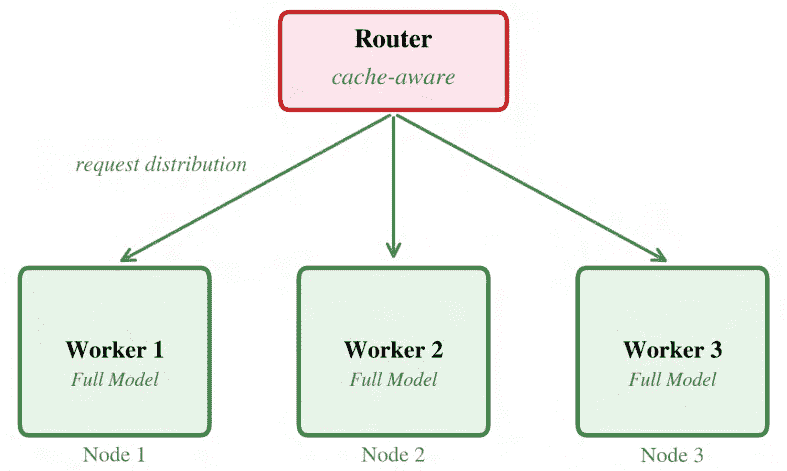 Router
cache-aware
request distribution
Worker 1
Full Model
Worker 2
Full Model
Worker 3
Full Model
Node 1
Node 2
Node 3